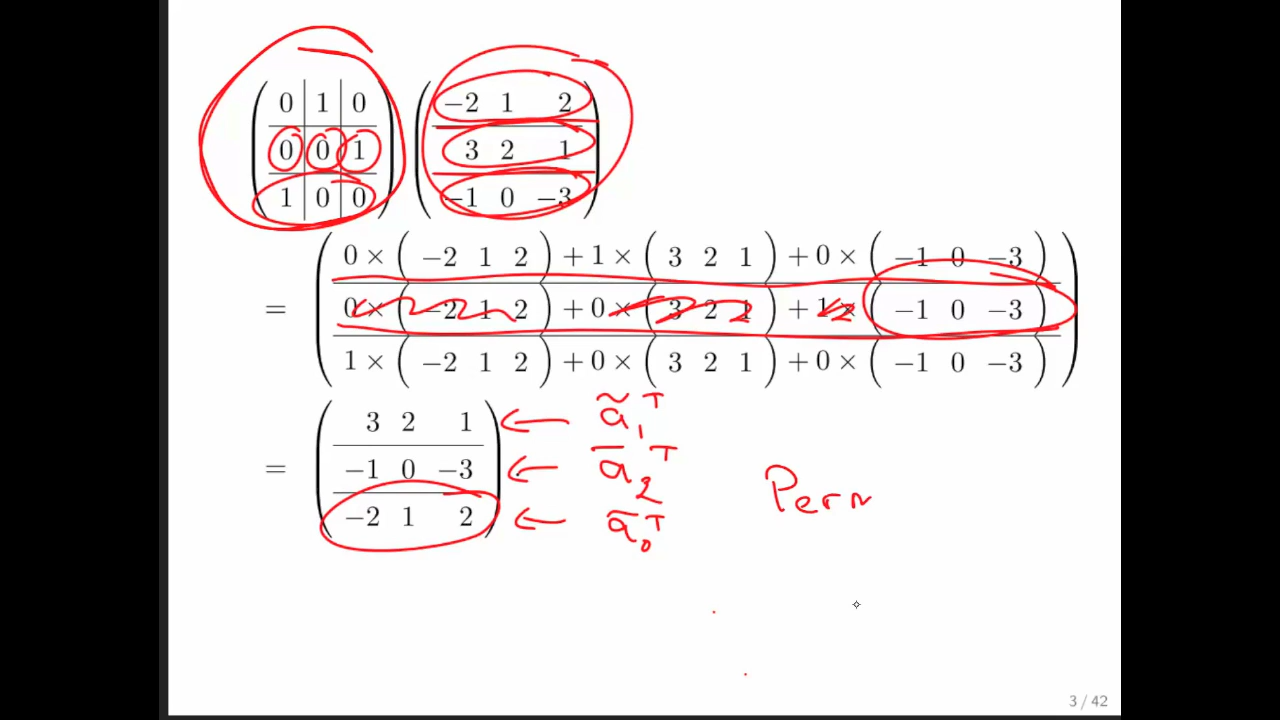 0 1 0 −2 1 2
0 0 1 3 2 1
1 0 0 −1 0 −3
0 × ( −2 1 2 ) + 1 × ( 3 2 1 ) + 0 × ( −1 0 −3 )
= 0 × ( −2 1 2 ) + 0 × ( 3 2 1 ) + 1 × ( −1 0 −3 )
1 × ( −2 1 2 ) + 0 × ( 3 2 1 ) + 0 × ( −1 0 −3 )
3 2 1 ← ã₁ᵀ
= −1 0 −3 ← ã₂ᵀ
−2 1 2 ← ã₀ᵀ
Perm
3 / 42